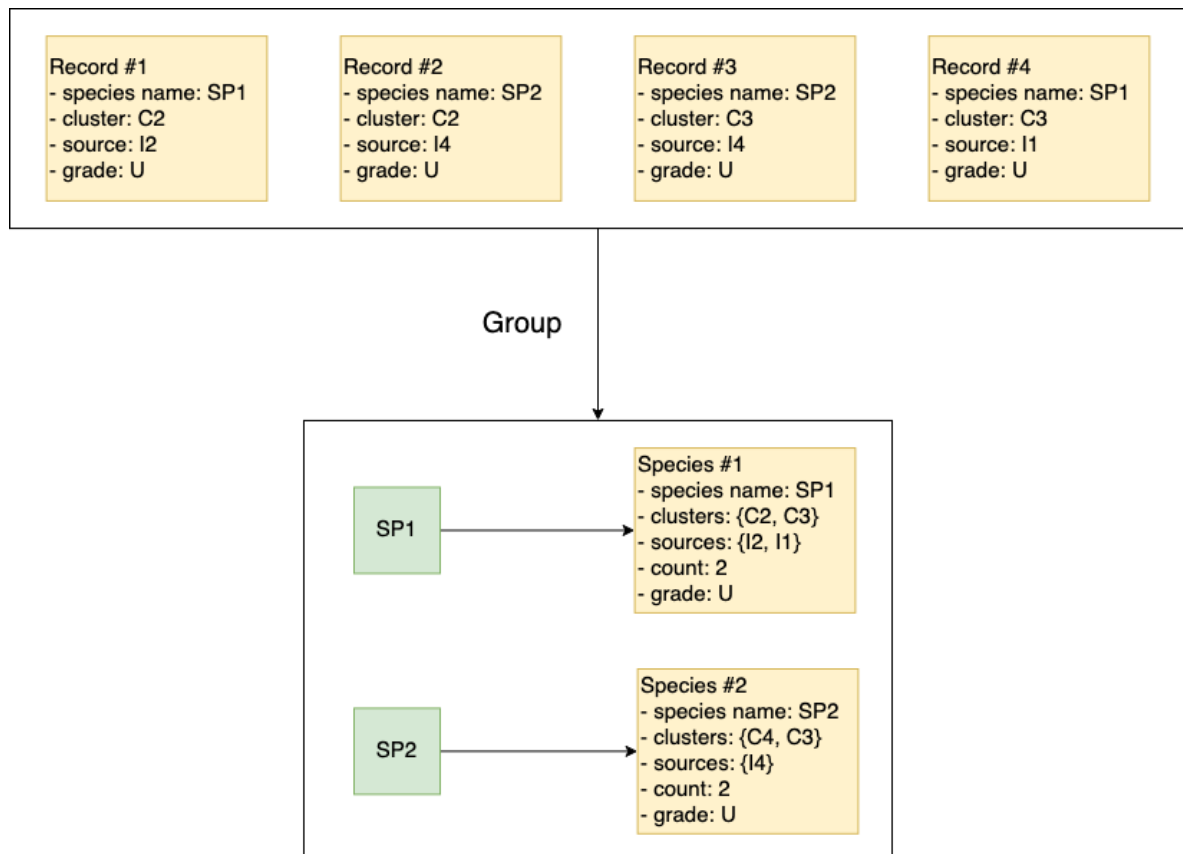 Record #1
- species name: SP1
- cluster: C2
- source: I2
- grade: U
Record #2
- species name: SP2
- cluster: C2
- source: I4
- grade: U
Record #3
- species name: SP2
- cluster: C3
- source: I4
- grade: U
Record #4
- species name: SP1
- cluster: C3
- source: I1
- grade: U
Group
SP1
Species #1
- species name: SP1
- clusters: {C2, C3}
- sources: {I2, I1}
- count: 2
- grade: U
SP2
Species #2
- species name: SP2
- clusters: {C4, C3}
- sources: {I4}
- count: 2
- grade: U